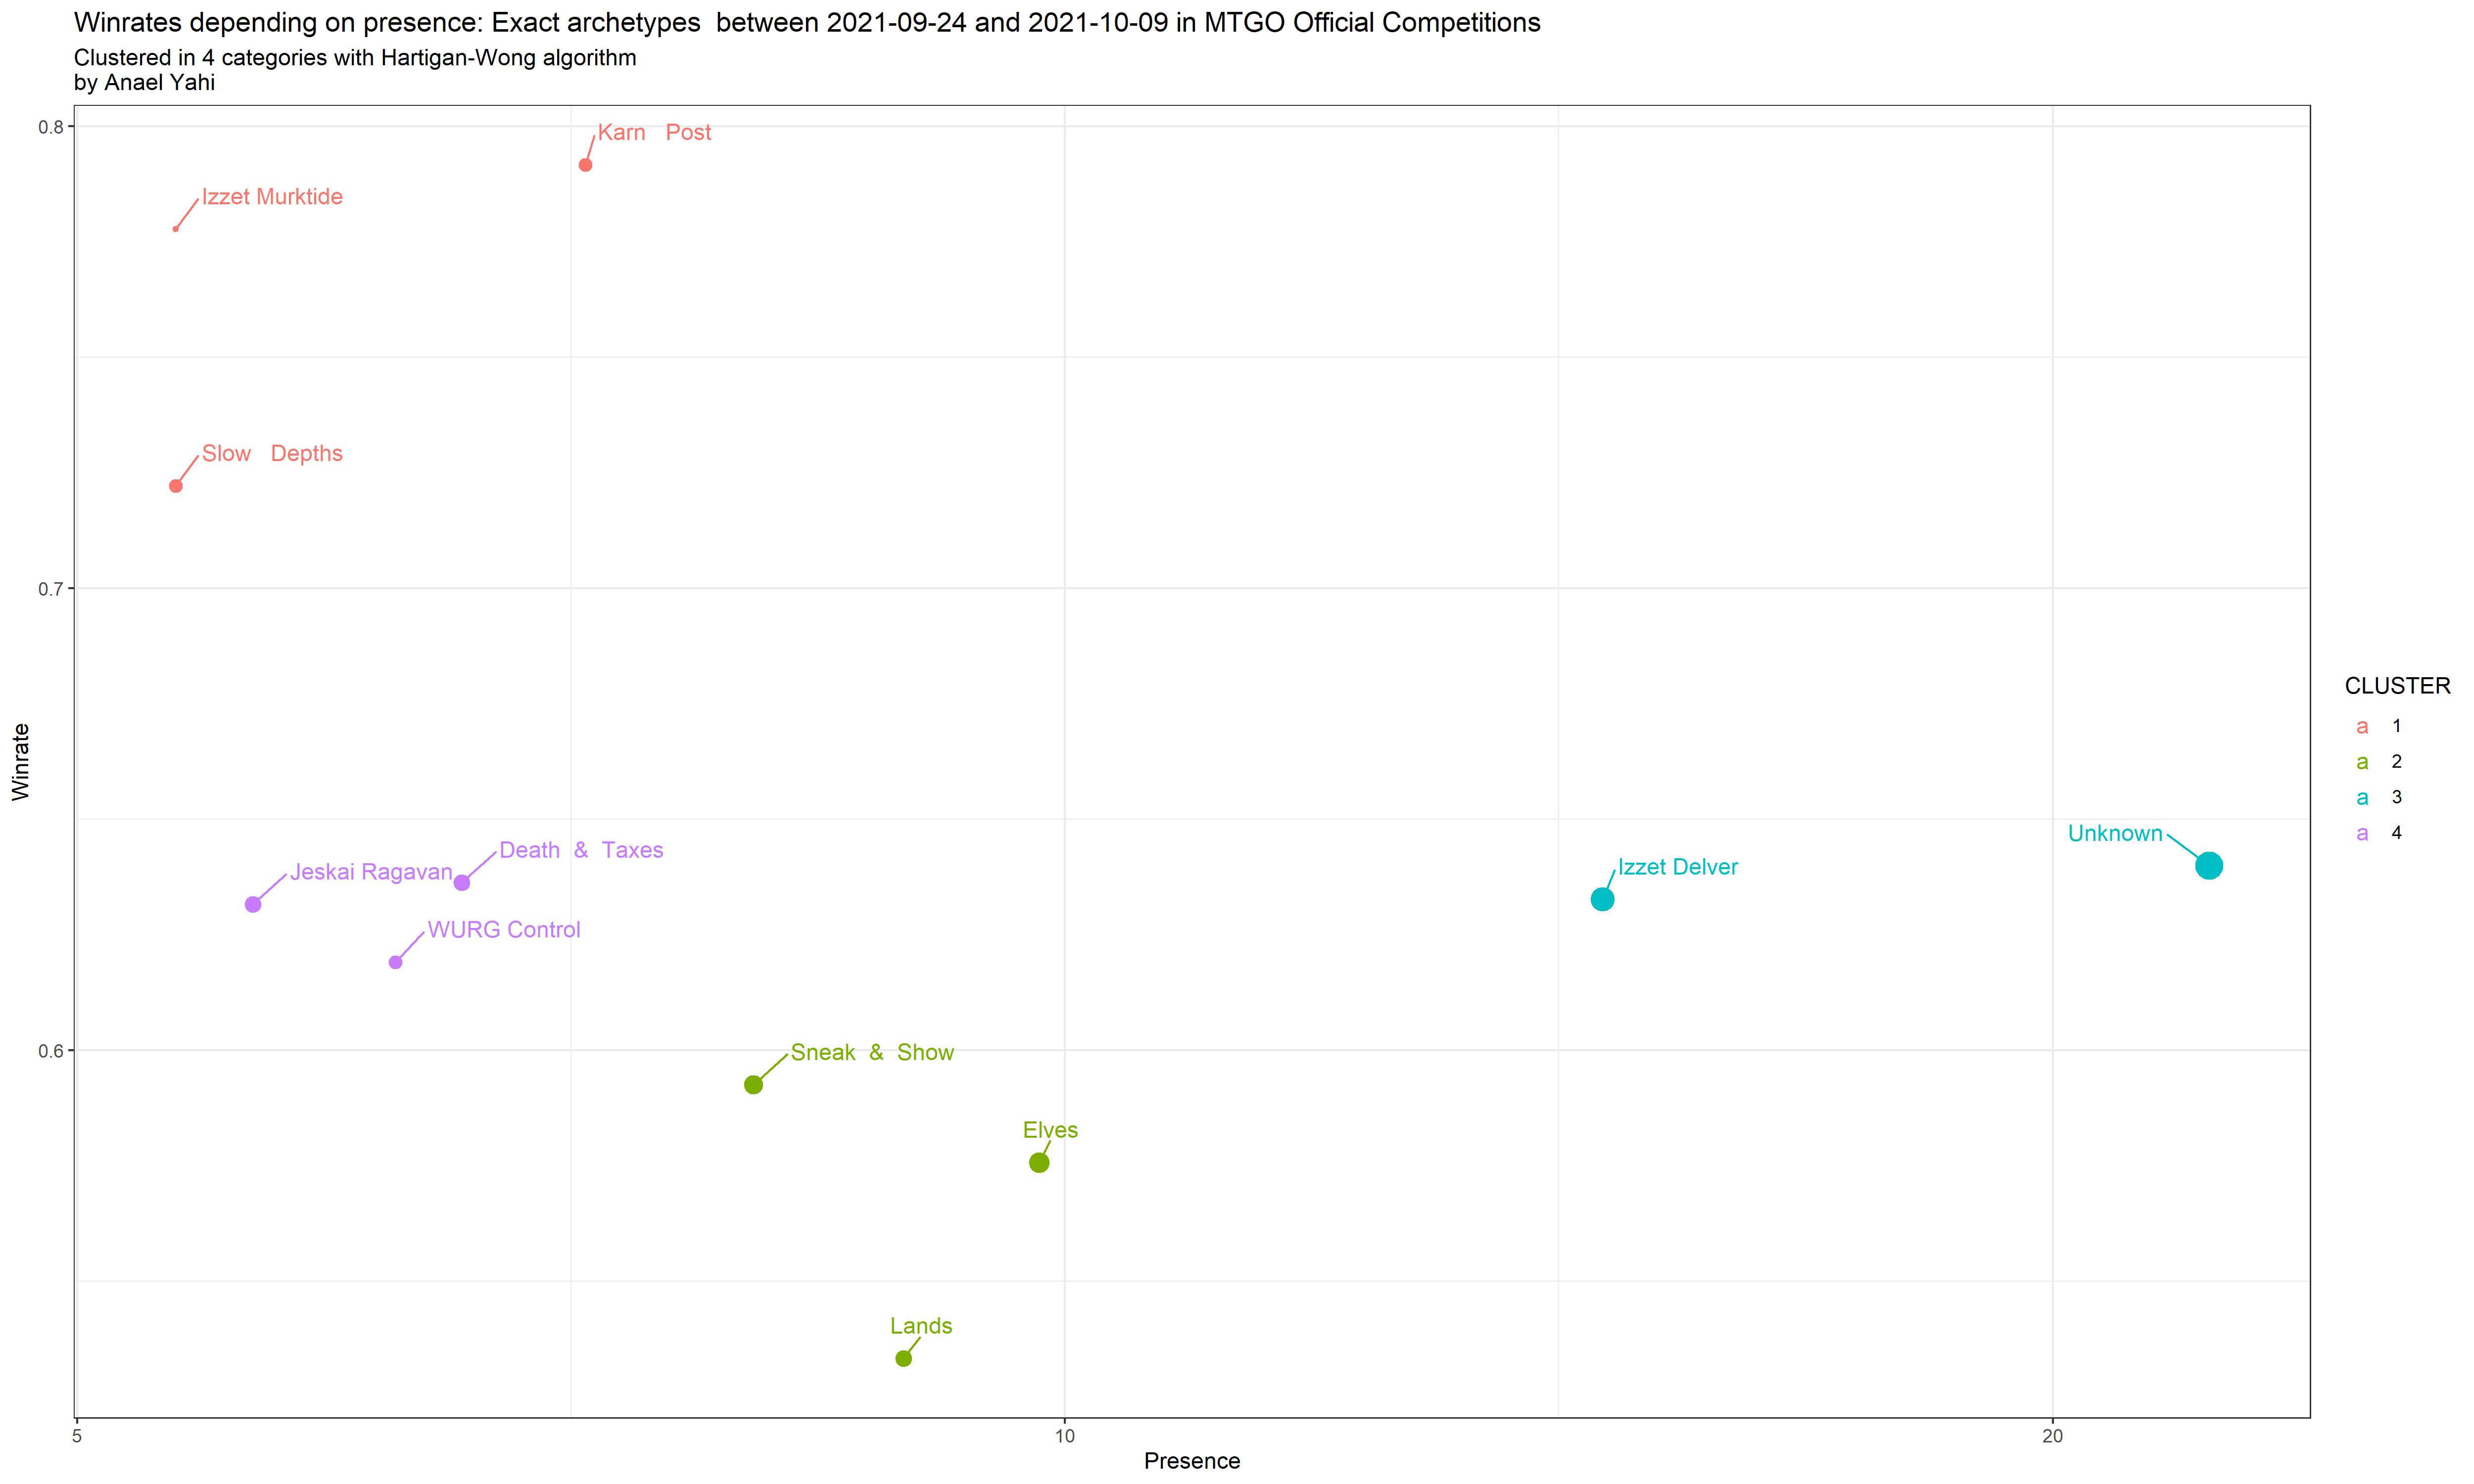 Winrates depending on presence: Exact archetypes  between 2021-09-24 and 2021-10-09 in MTGO Official Competitions
Clustered in 4 categories with Hartigan-Wong algorithm
by Anael Yahi
0.8
Karn   Post
Izzet Murktide
Slow   Depths
0.7
CLUSTER
a 1
a 2
a 3
a 4
Winrate
Unknown
Death  &  Taxes
Izzet Delver
Jeskai Ragavan
WURG Control
0.6
Sneak  &  Show
Elves
Lands
5
10
20
Presence